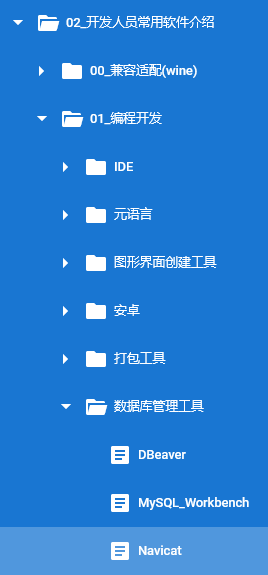 02_开发人员常用软件介绍
00_兼容适配(wine)
01_编程开发
IDE
元语言
图形界面创建工具
安卓
打包工具
数据库管理工具
DBeaver
MySQL_Workbench
Navicat